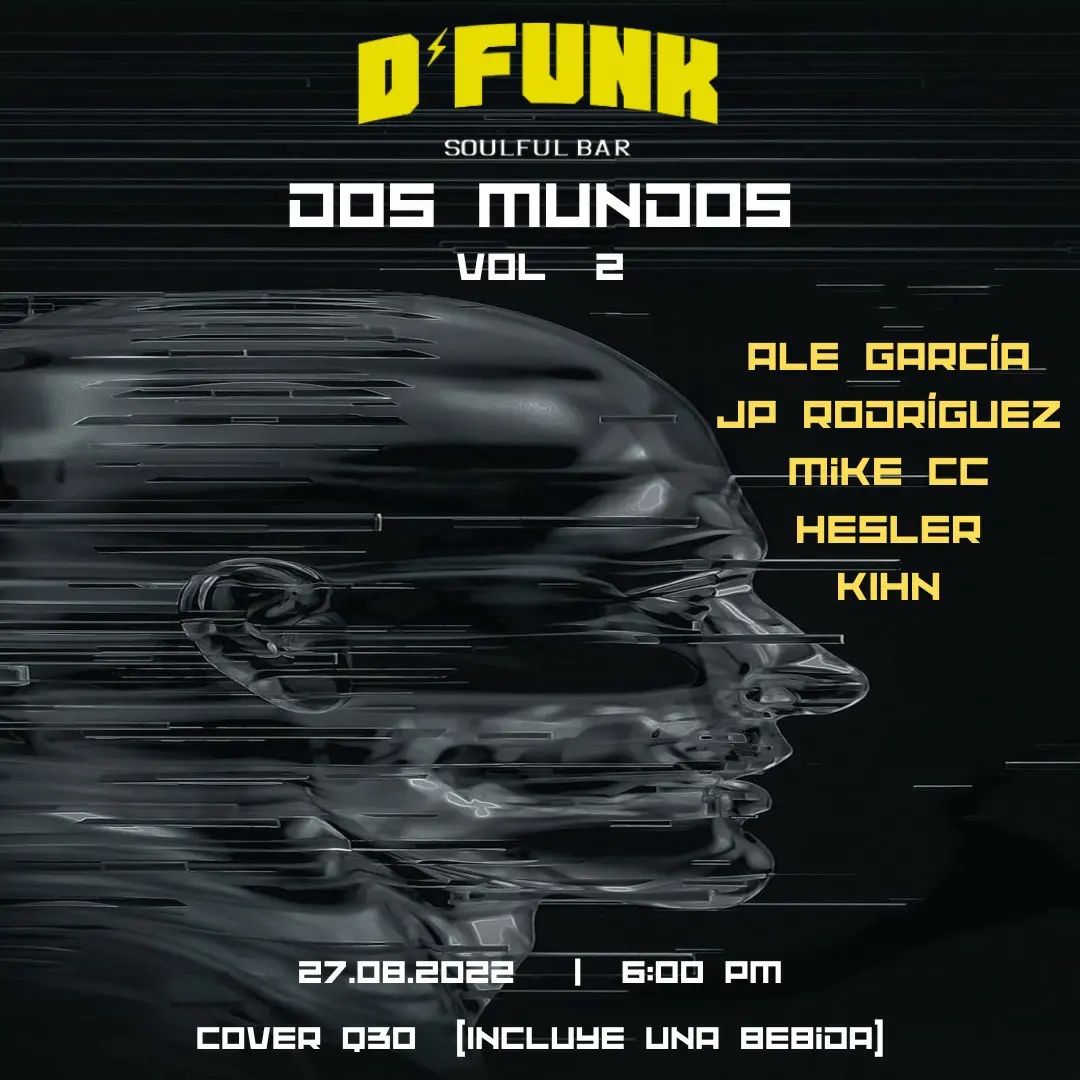 D'FUNK
SOULFUL BAR
DOS MUNDOS
VOL 2
ALE GARCÍA
JP RODRÍGUEZ
MIKE CC
HESLER
KIHN
27.08.2022 | 6:00 PM
COVER Q30 [INCLUYE UNA BEBIDA]